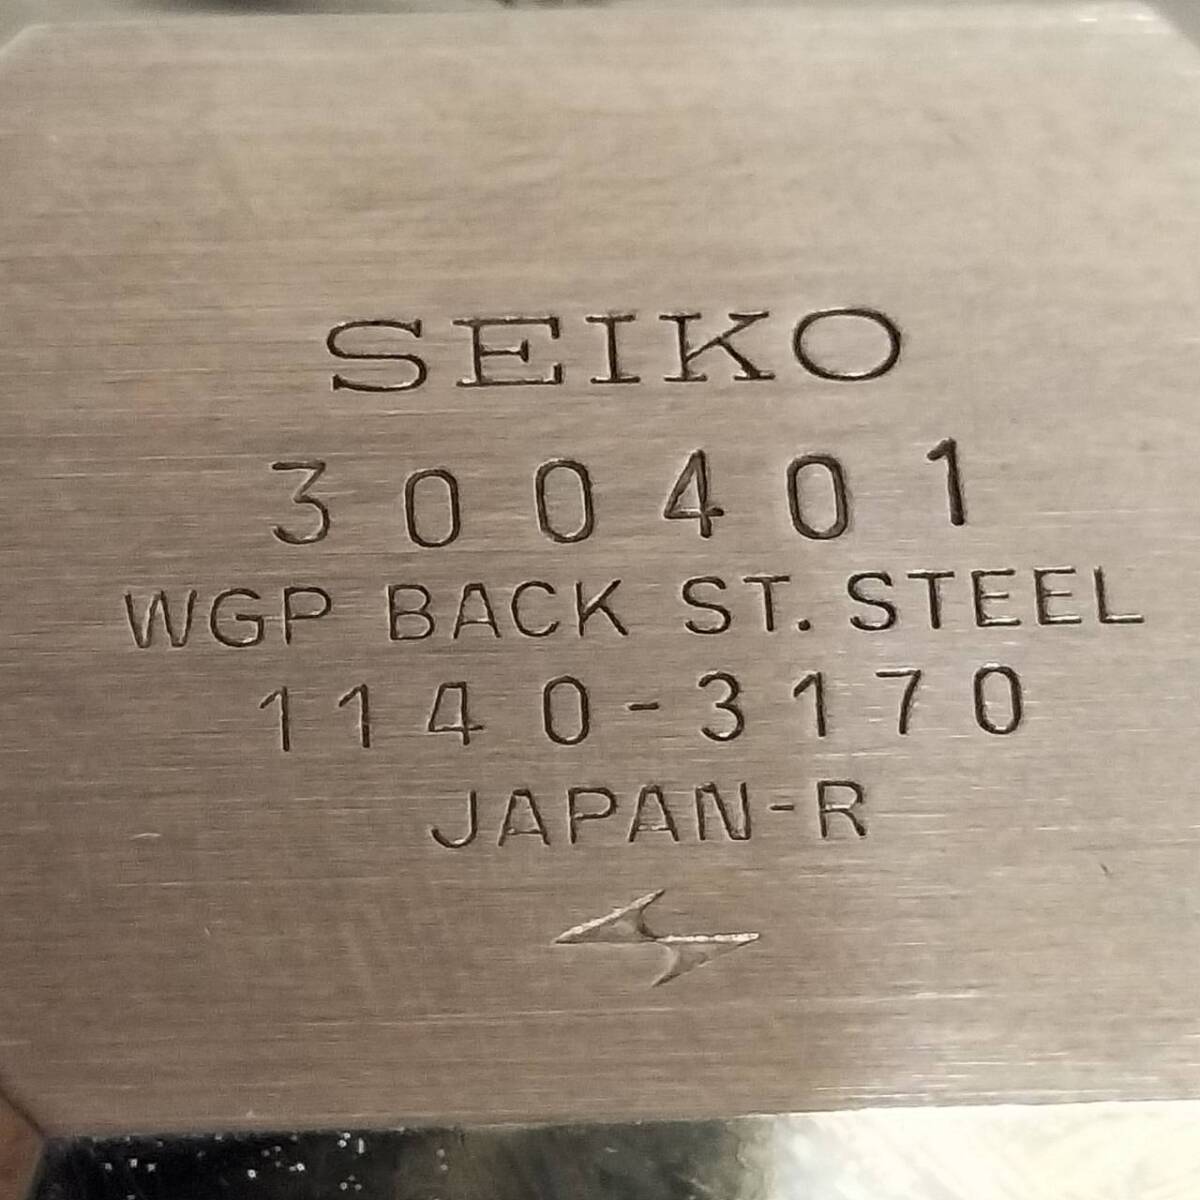 SEIKO
300401
WGP BACK ST. STEEL
1140-3170
JAPAN-R